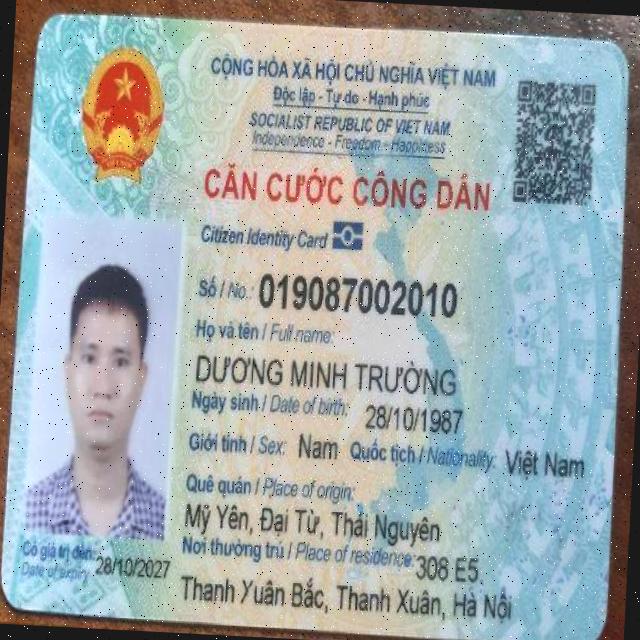 CỘNG HÒA XÃ HỘI CHỦ NGHĨA VIỆT NAM
Độc lập - Tự do - Hạnh phúc
SOCIALIST REPUBLIC OF VIET NAM
Independence - Freedom - Happiness
CĂN CƯỚC CÔNG DÂN
Citizen Identity Card
Số / No.: 019087002010
Họ và tên / Full name:
DƯƠNG MINH TRƯỜNG
Ngày sinh / Date of birth: 28/10/1987
Giới tính / Sex: Nam Quốc tịch / Nationality: Việt Nam
Quê quán / Place of origin:
Mỹ Yên, Đại Từ, Thái Nguyên
Nơi thường trú / Place of residence: 308 E5
Thanh Xuân Bắc, Thanh Xuân, Hà Nội
Có giá trị đến: 28/10/2027
Date of expiry